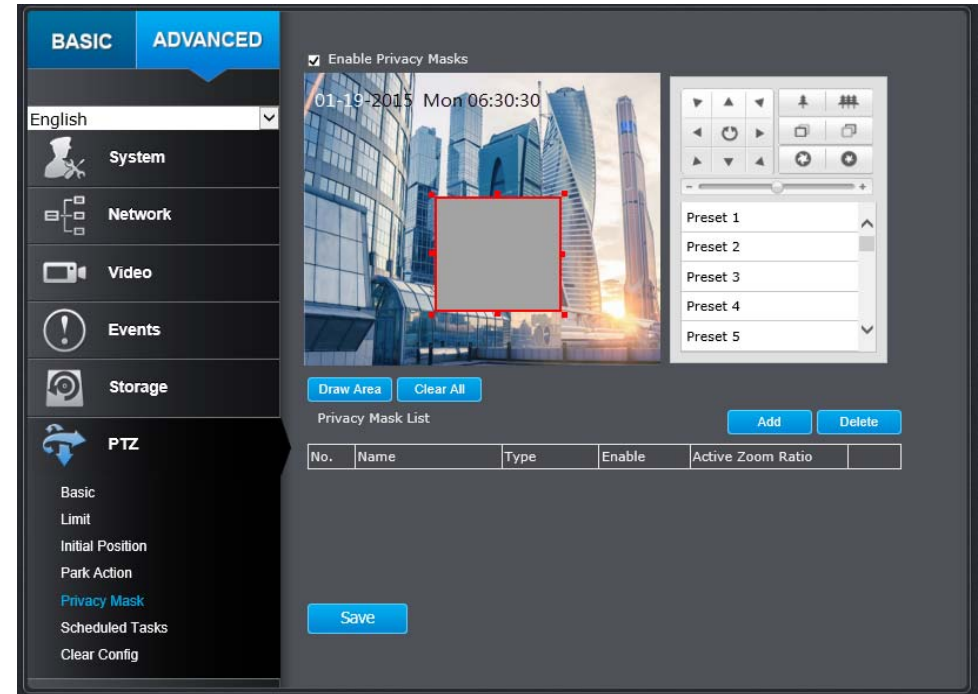 BASIC ADVANCED
English
System
Network
Video
Events
Storage
PTZ
Basic
Limit
Initial Position
Park Action
Privacy Mask
Scheduled Tasks
Clear Config
Enable Privacy Masks
01-19-2015 Mon 06:30:30
- +
Preset 1
Preset 2
Preset 3
Preset 4
Preset 5
Draw Area Clear All
Privacy Mask List Add Delete
No. Name Type Enable Active Zoom Ratio
Save